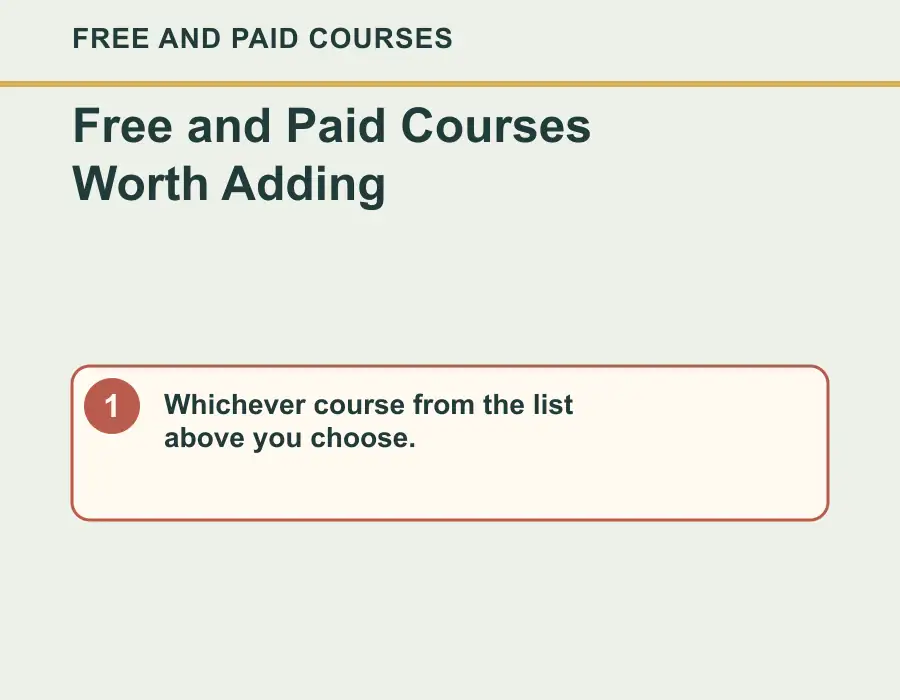 FREE AND PAID COURSES
Free and Paid Courses
Worth Adding
1
Whichever course from the list
above you choose.